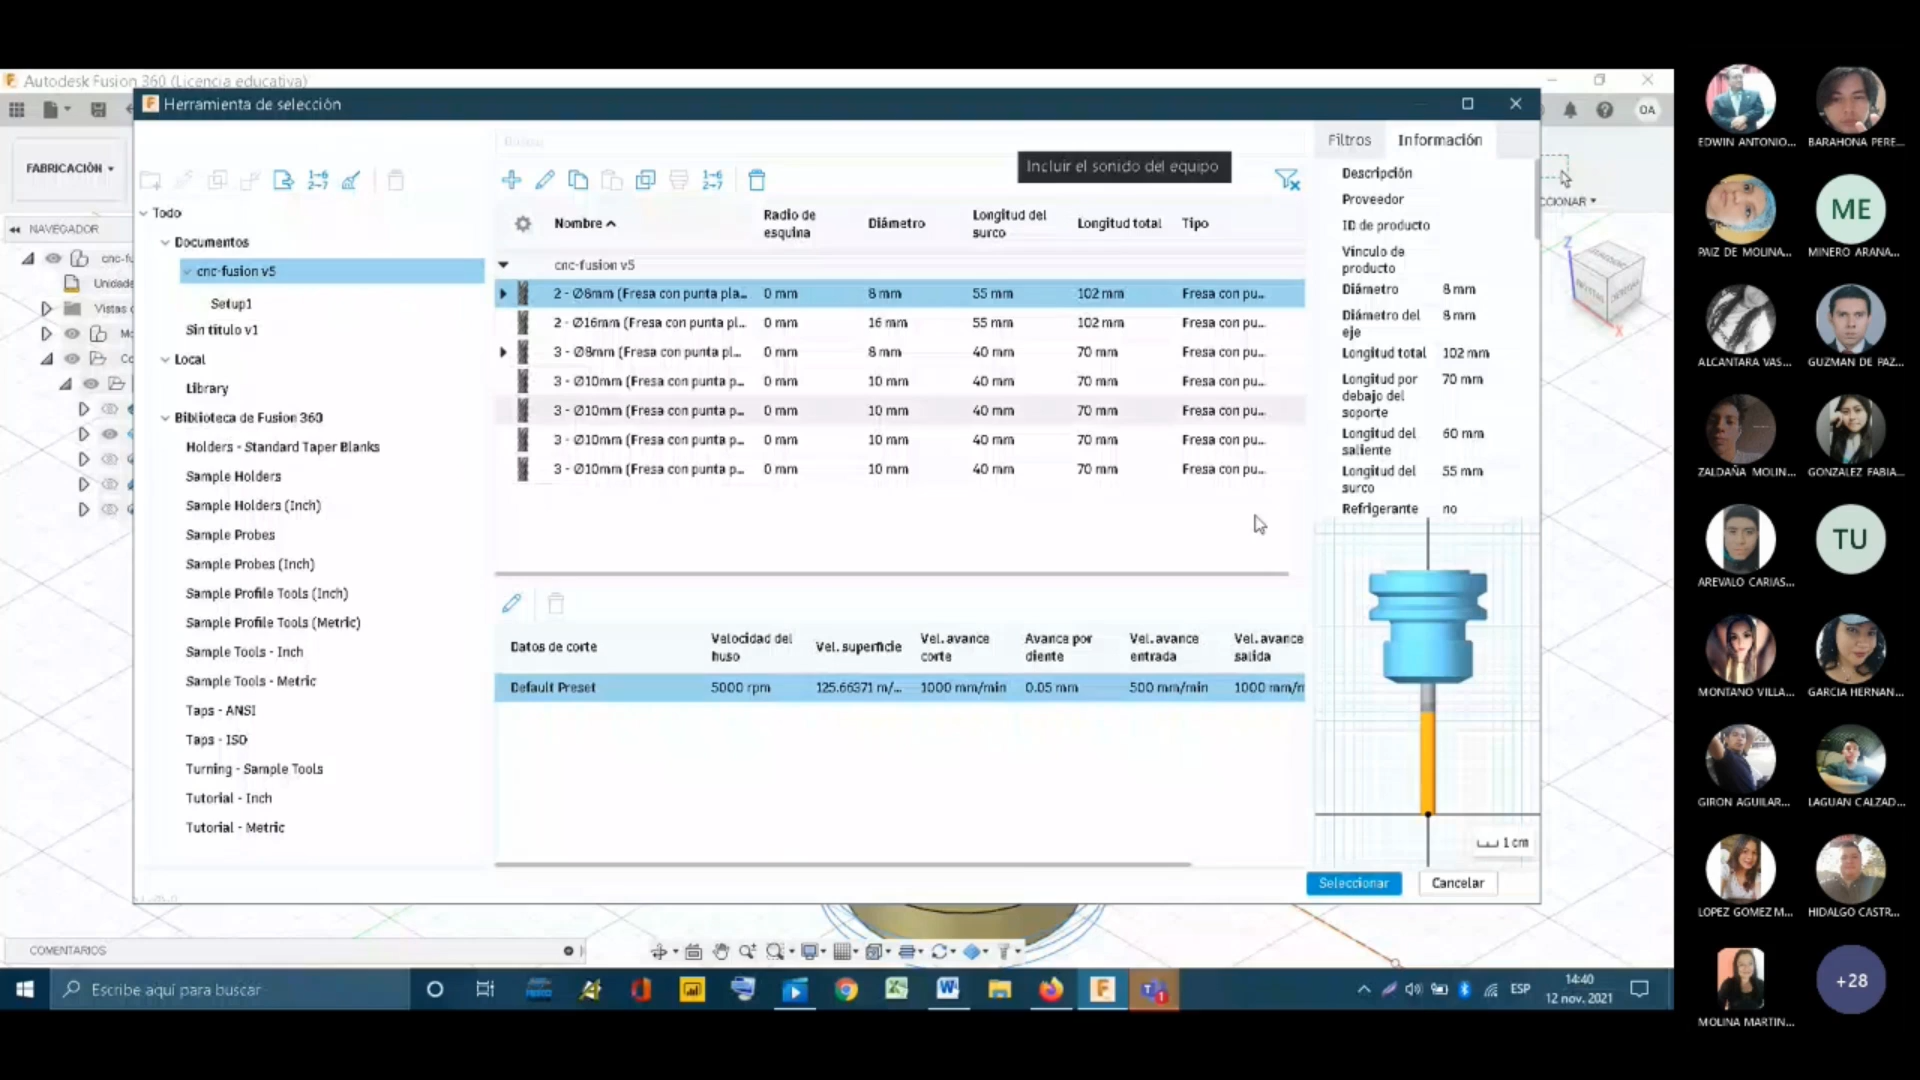 Autodesk Fusion 360 (Licencia educativa)
Herramienta de selección
OA
FABRICACIÓN
Buscar
Incluir el sonido del equipo
Filtros
Información
CCIONAR
NAVEGADOR
cnc-fu
Unidade
Vistas c
Mo
Co
Todo
Documentos
cnc-fusion v5
Setup1
Sin título v1
Local
Library
Biblioteca de Fusion 360
Holders - Standard Taper Blanks
Sample Holders
Sample Holders (Inch)
Sample Probes
Sample Probes (Inch)
Sample Profile Tools (Inch)
Sample Profile Tools (Metric)
Sample Tools - Inch
Sample Tools - Metric
Taps - ANSI
Taps - ISO
Turning - Sample Tools
Tutorial - Inch
Tutorial - Metric
Nombre Radio de esquina Diámetro Longitud del surco Longitud total Tipo
cnc-fusion v5
2 - Ø8mm (Fresa con punta pla... 0 mm 8 mm 55 mm 102 mm Fresa con pu...
2 - Ø16mm (Fresa con punta pl... 0 mm 16 mm 55 mm 102 mm Fresa con pu...
3 - Ø8mm (Fresa con punta pl... 0 mm 8 mm 40 mm 70 mm Fresa con pu...
3 - Ø10mm (Fresa con punta p... 0 mm 10 mm 40 mm 70 mm Fresa con pu...
3 - Ø10mm (Fresa con punta p... 0 mm 10 mm 40 mm 70 mm Fresa con pu...
3 - Ø10mm (Fresa con punta p... 0 mm 10 mm 40 mm 70 mm Fresa con pu...
3 - Ø10mm (Fresa con punta p... 0 mm 10 mm 40 mm 70 mm Fresa con pu...
Datos de corte Velocidad del huso Vel. superficie Vel. avance corte Avance por diente Vel. avance entrada Vel. avance salida
Default Preset 5000 rpm 125.66371 m/... 1000 mm/min 0.05 mm 500 mm/min 1000 mm/m
Descripción
Proveedor
ID de producto
Vínculo de
producto
Diámetro 8 mm
Diámetro del 8 mm
eje
Longitud total 102 mm
Longitud por 70 mm
debajo del
soporte
Longitud del 60 mm
saliente
Longitud del 55 mm
surco
Refrigerante no
1 cm
Seleccionar
Cancelar
Z
X
COMENTARIOS
Escribe aquí para buscar
ESP
14:40
12 nov. 2021
EDWIN ANTONIO... BARAHONA PERE...
ME
PAIZ DE MOLINA... MINERO ARANA...
ALCANTARA VAS... GUZMAN DE PAZ...
ZALDAÑA MOLIN... GONZALEZ FABIA...
TU
AREVALO CARIAS...
MONTANO VILLA... GARCIA HERNAN...
GIRON AGUILAR... LAGUAN CALZAD...
LOPEZ GOMEZ M... HIDALGO CASTR...
+28
MOLINA MARTIN...